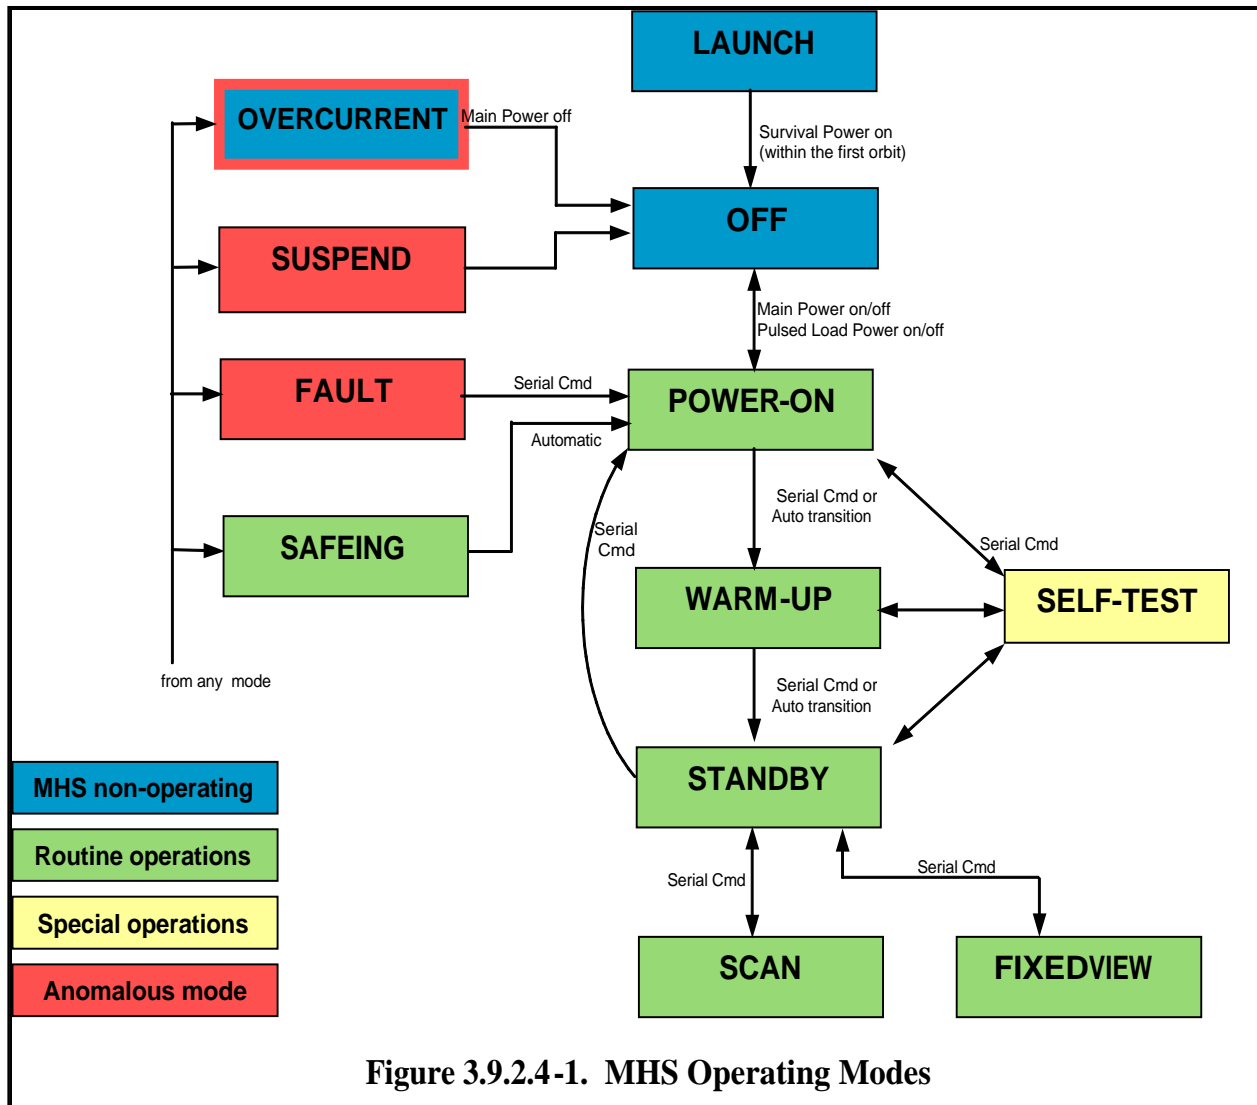 LAUNCH
OVERCURRENT
Main Power off
Survival Power on
(within the first orbit)
OFF
SUSPEND
Main Power on/off
Pulsed Load Power on/off
FAULT
Serial Cmd
POWER-ON
Automatic
Serial Cmd or
Auto transition
SAFEING
Serial
Cmd
Serial Cmd
WARM-UP
SELF-TEST
from any mode
Serial Cmd or
Auto transition
STANDBY
MHS non-operating
Routine operations
Serial Cmd
Serial Cmd
Special operations
SCAN
FIXEDVIEW
Anomalous mode
Figure 3.9.2.4-1. MHS Operating Modes